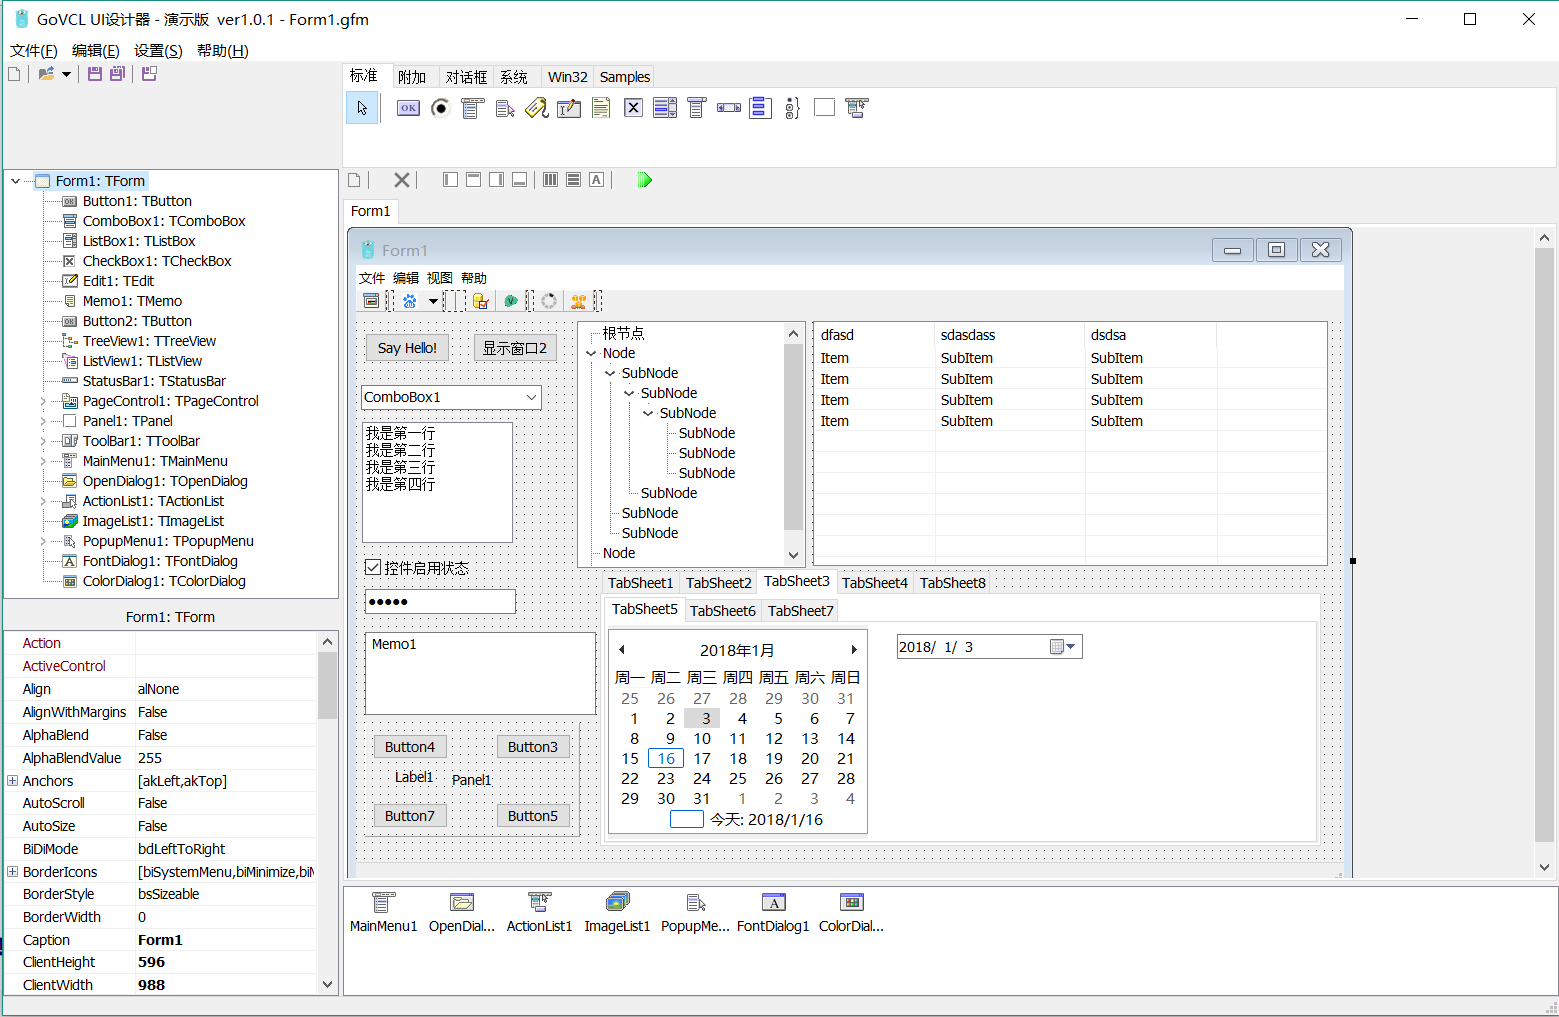 GoVCL UI设计器 - 演示版  ver1.0.1 - Form1.gfm
文件(F) 编辑(E) 设置(S) 帮助(H)
标准 附加 对话框 系统 Win32 Samples
OK
Form1: TForm
Button1: TButton
ComboBox1: TComboBox
ListBox1: TListBox
CheckBox1: TCheckBox
Edit1: TEdit
Memo1: TMemo
Button2: TButton
TreeView1: TTreeView
ListView1: TListView
StatusBar1: TStatusBar
PageControl1: TPageControl
Panel1: TPanel
ToolBar1: TToolBar
MainMenu1: TMainMenu
OpenDialog1: TOpenDialog
ActionList1: TActionList
ImageList1: TImageList
PopupMenu1: TPopupMenu
FontDialog1: TFontDialog
ColorDialog1: TColorDialog
Form1: TForm
Action
ActiveControl
Align alNone
AlignWithMargins False
AlphaBlend False
AlphaBlendValue 255
Anchors [akLeft,akTop]
AutoScroll False
AutoSize False
BiDiMode bdLeftToRight
BorderIcons [biSystemMenu,biMinimize,biM
BorderStyle bsSizeable
BorderWidth 0
Caption Form1
ClientHeight 596
ClientWidth 988
Form1
Form1
文件 编辑 视图 帮助
Say Hello! 显示窗口2
ComboBox1
我是第一行
我是第二行
我是第三行
我是第四行
控件启用状态
●●●●●
Memo1
Button4 Button3
Label1 Panel1
Button7 Button5
根节点
Node
SubNode
SubNode
SubNode
SubNode
SubNode
SubNode
SubNode
SubNode
SubNode
Node
dfasd sdasdass dsdsa
Item SubItem SubItem
Item SubItem SubItem
Item SubItem SubItem
Item SubItem SubItem
TabSheet1 TabSheet2 TabSheet3 TabSheet4 TabSheet8
TabSheet5 TabSheet6 TabSheet7
2018年1月
周一 周二 周三 周四 周五 周六 周日
25 26 27 28 29 30 31
1 2 3 4 5 6 7
8 9 10 11 12 13 14
15 16 17 18 19 20 21
22 23 24 25 26 27 28
29 30 31 1 2 3 4
今天: 2018/1/16
2018/ 1/ 3
MainMenu1 OpenDial... ActionList1 ImageList1 PopupMe... FontDialog1 ColorDial...